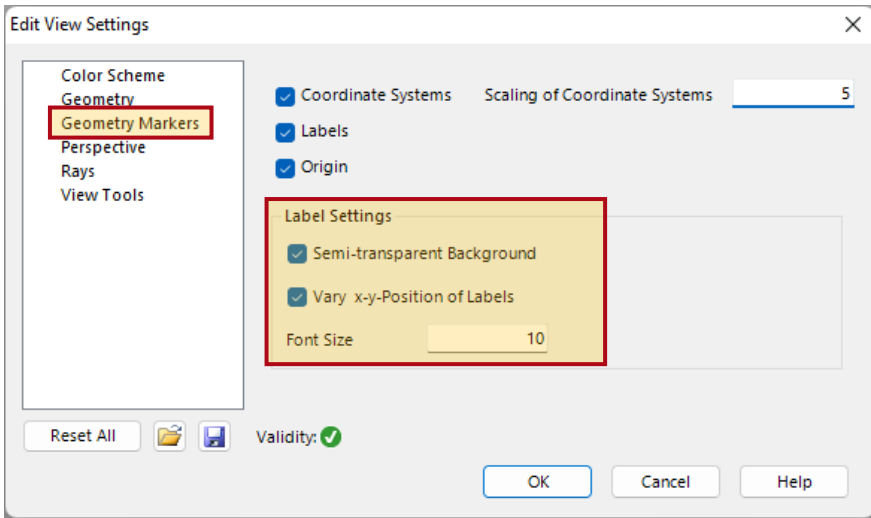 Edit View Settings
Color Scheme
Geometry
Geometry Markers
Perspective
Rays
View Tools
Coordinate Systems Scaling of Coordinate Systems 5
Labels
Origin
Label Settings
Semi-transparent Background
Vary x-y-Position of Labels
Font Size 10
Reset All Validity:
OK Cancel Help